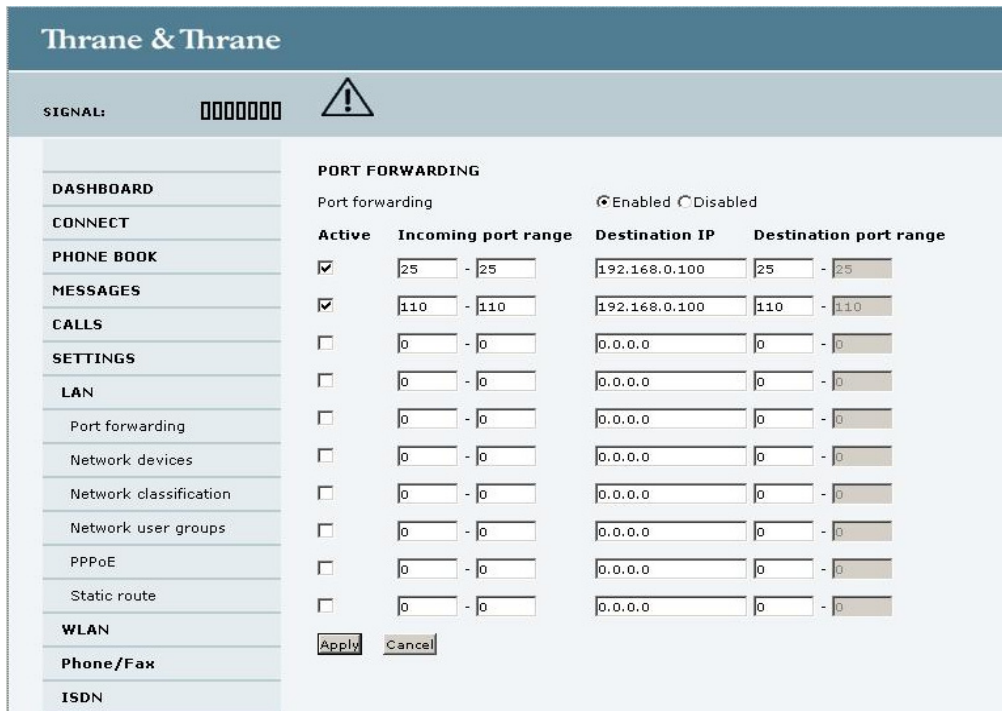 Thrane & Thrane
SIGNAL:
DASHBOARD
CONNECT
PHONE BOOK
MESSAGES
CALLS
SETTINGS
LAN
Port forwarding
Network devices
Network classification
Network user groups
PPPoE
Static route
WLAN
Phone/Fax
ISDN
PORT FORWARDING
Port forwarding Enabled Disabled
Active Incoming port range Destination IP Destination port range
25 - 25 192.168.0.100 25 - 25
110 - 110 192.168.0.100 110 - 110
0 - 0 0.0.0.0 0 - 0
0 - 0 0.0.0.0 0 - 0
0 - 0 0.0.0.0 0 - 0
0 - 0 0.0.0.0 0 - 0
0 - 0 0.0.0.0 0 - 0
0 - 0 0.0.0.0 0 - 0
0 - 0 0.0.0.0 0 - 0
0 - 0 0.0.0.0 0 - 0
Apply Cancel